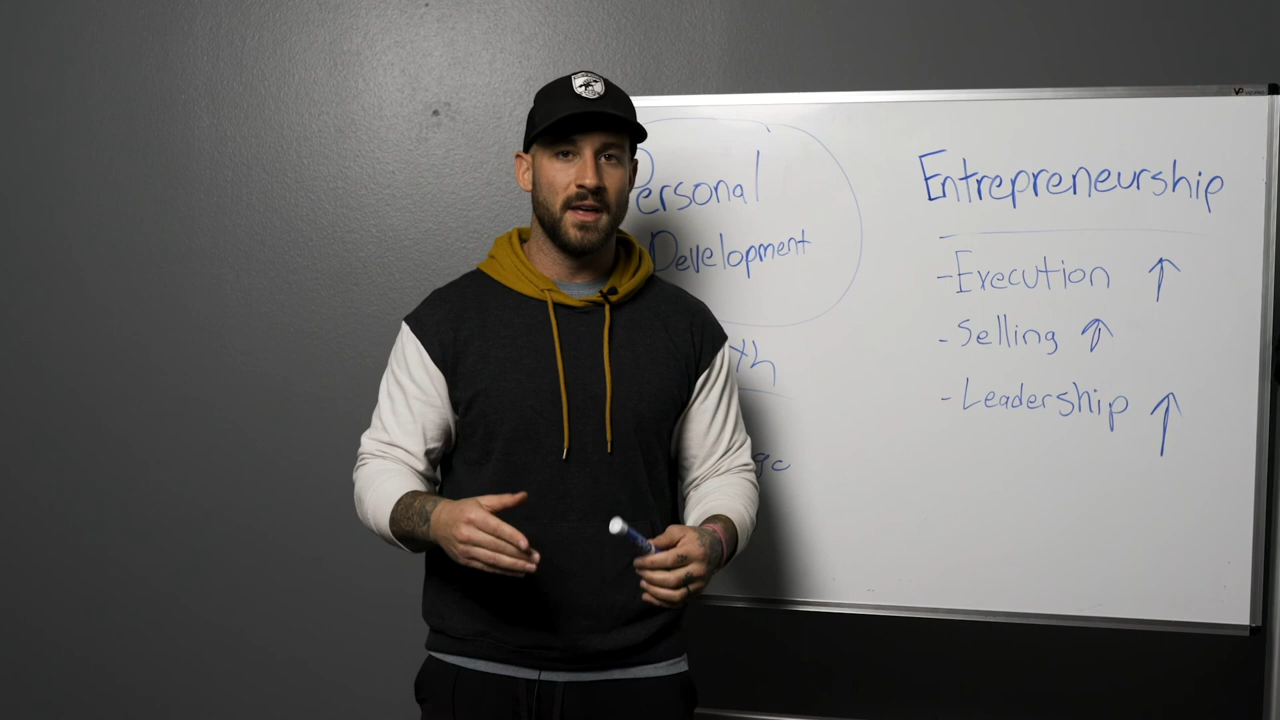 Personal
Development
Entrepreneurship
-Execution ↑
-Selling ↑
-Leadership ↑